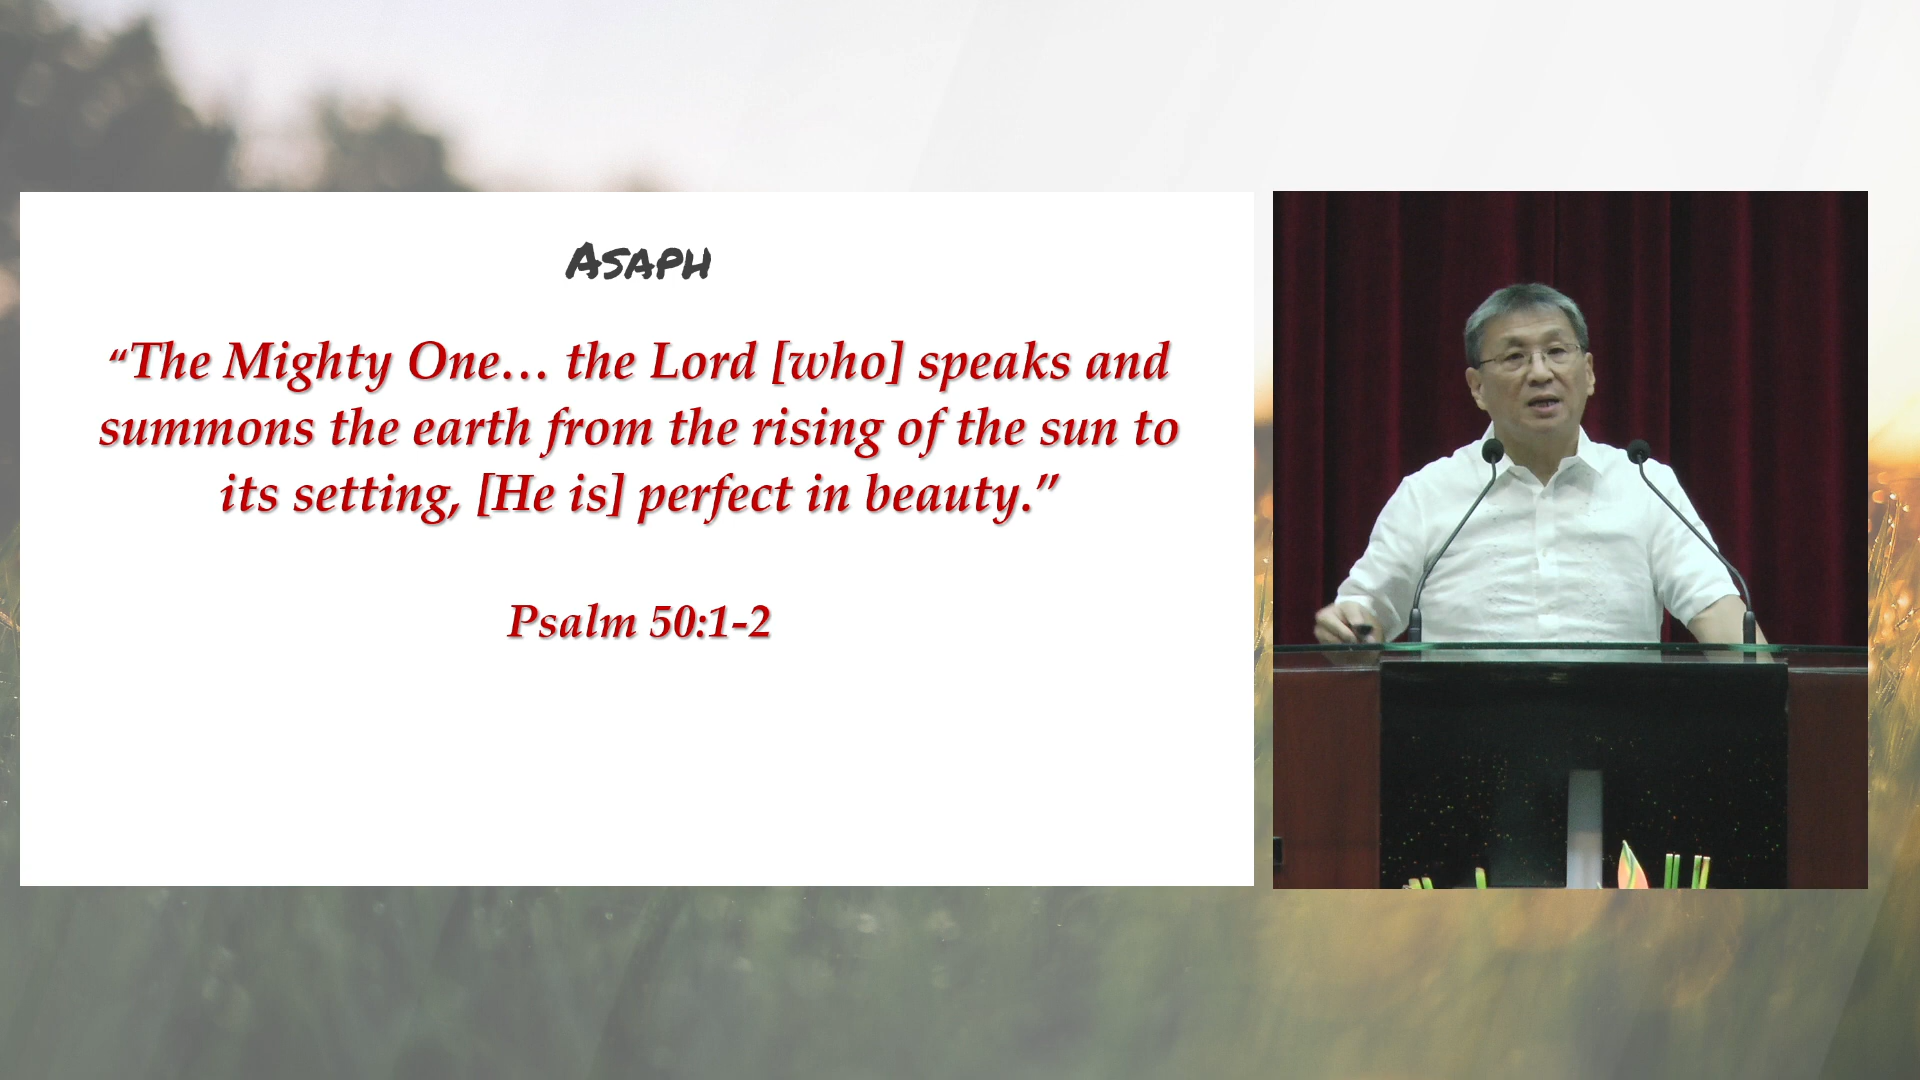 Asaph
“The Mighty One… the Lord [who] speaks and
summons the earth from the rising of the sun to
its setting, [He is] perfect in beauty.”
Psalm 50:1-2